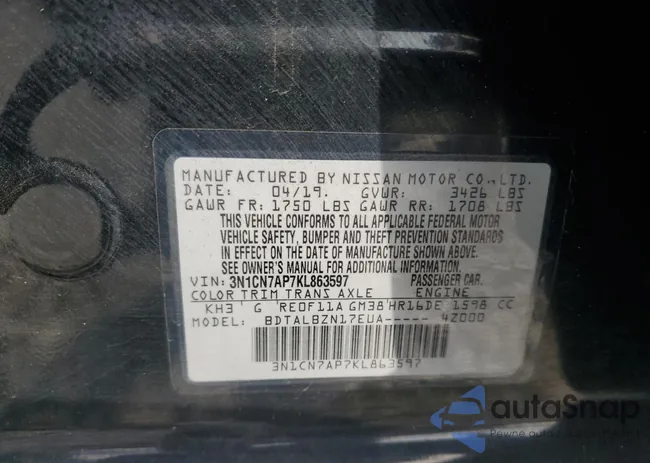 MANUFACTURED BY NISSAN MOTOR CO., LTD.
DATE: 04/19. GVWR: 3426 LBS
GAWR FR: 1750 LBS GAWR RR: 1708 LBS
THIS VEHICLE CONFORMS TO ALL APPLICABLE FEDERAL MOTOR
VEHICLE SAFETY, BUMPER AND THEFT PREVENTION STANDARDS
IN EFFECT ON THE DATE OF MANUFACTURE SHOWN ABOVE.
SEE OWNER'S MANUAL FOR ADDITIONAL INFORMATION.
VIN: 3N1CN7AP7KL863597 PASSENGER CAR.
COLOR TRIM TRANS AXLE ENGINE
KH3 ' G 'RE0F11A GM38'HR16DE 1598 CC
MODEL: BDTALBZN17EUA----- 4Z000
3N1CN7AP7KL863597
autaSnap
Pewne auto